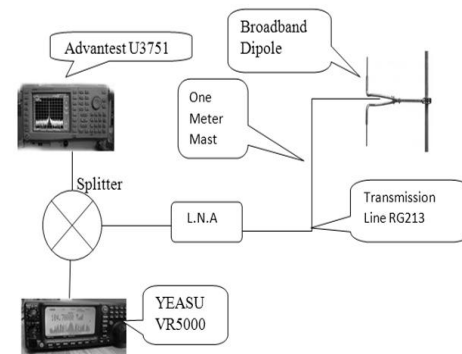 Advantest U3751
Broadband
Dipole
One
Meter
Mast
Splitter
L.N.A
Transmission
Line RG213
YEASU
VR5000